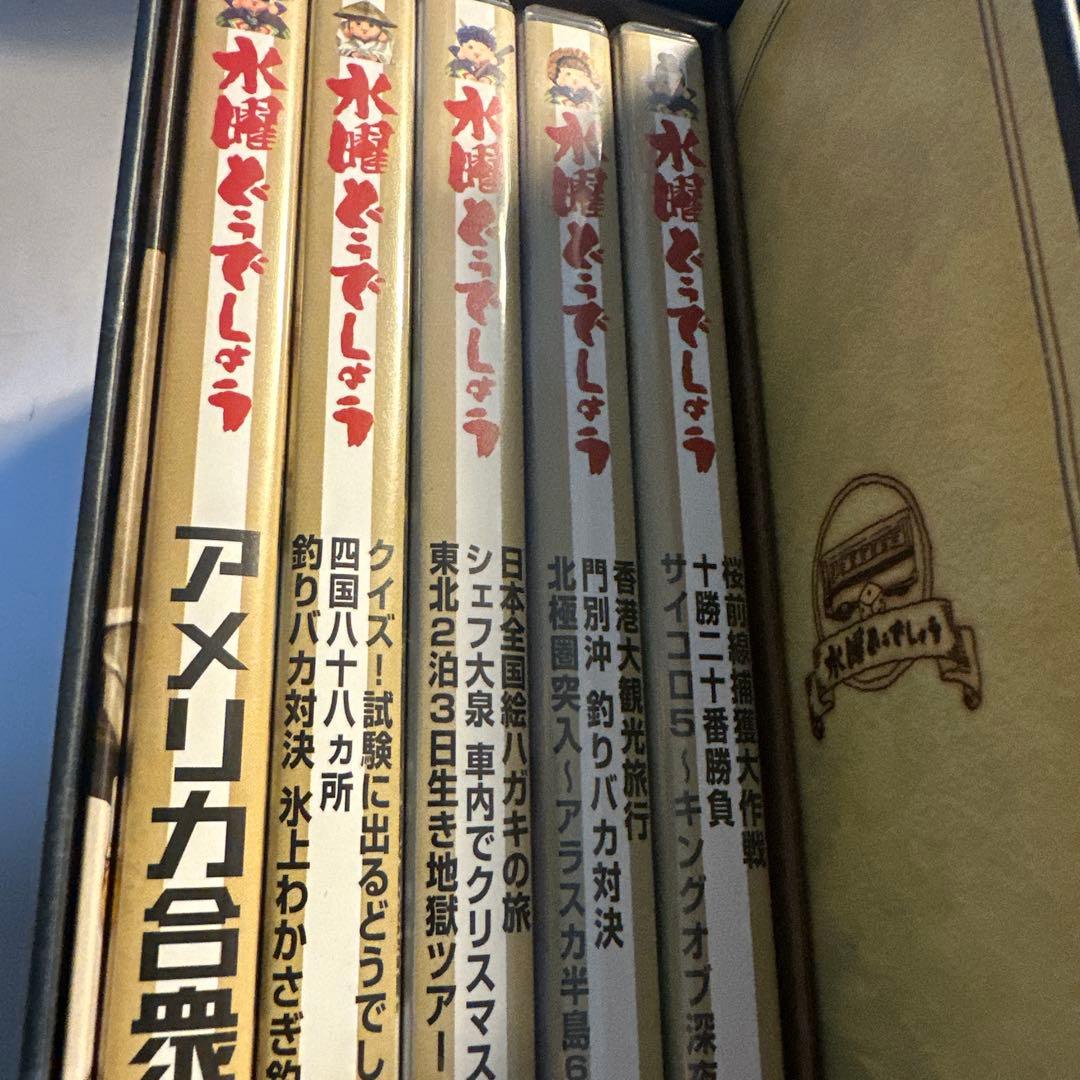 水曜どうでしょう
アメリカ合衆
水曜どうでしょう
クイズ!試験に出るどうでし
四国八十八ヵ所
釣りバカ対決 氷上わかさぎ釣
水曜どうでしょう
日本全国絵ハガキの旅
シェフ大泉 車内でクリスマス
東北2泊3日生き地獄ツアー
水曜どうでしょう
香港大観光旅行
門別沖 釣りバカ対決
北極圏突入~アラスカ半島6
水曜どうでしょう
桜前線捕獲大作戦
十勝二十番勝負
サイコロ5~キングオブ深夜
水曜どうでしょう